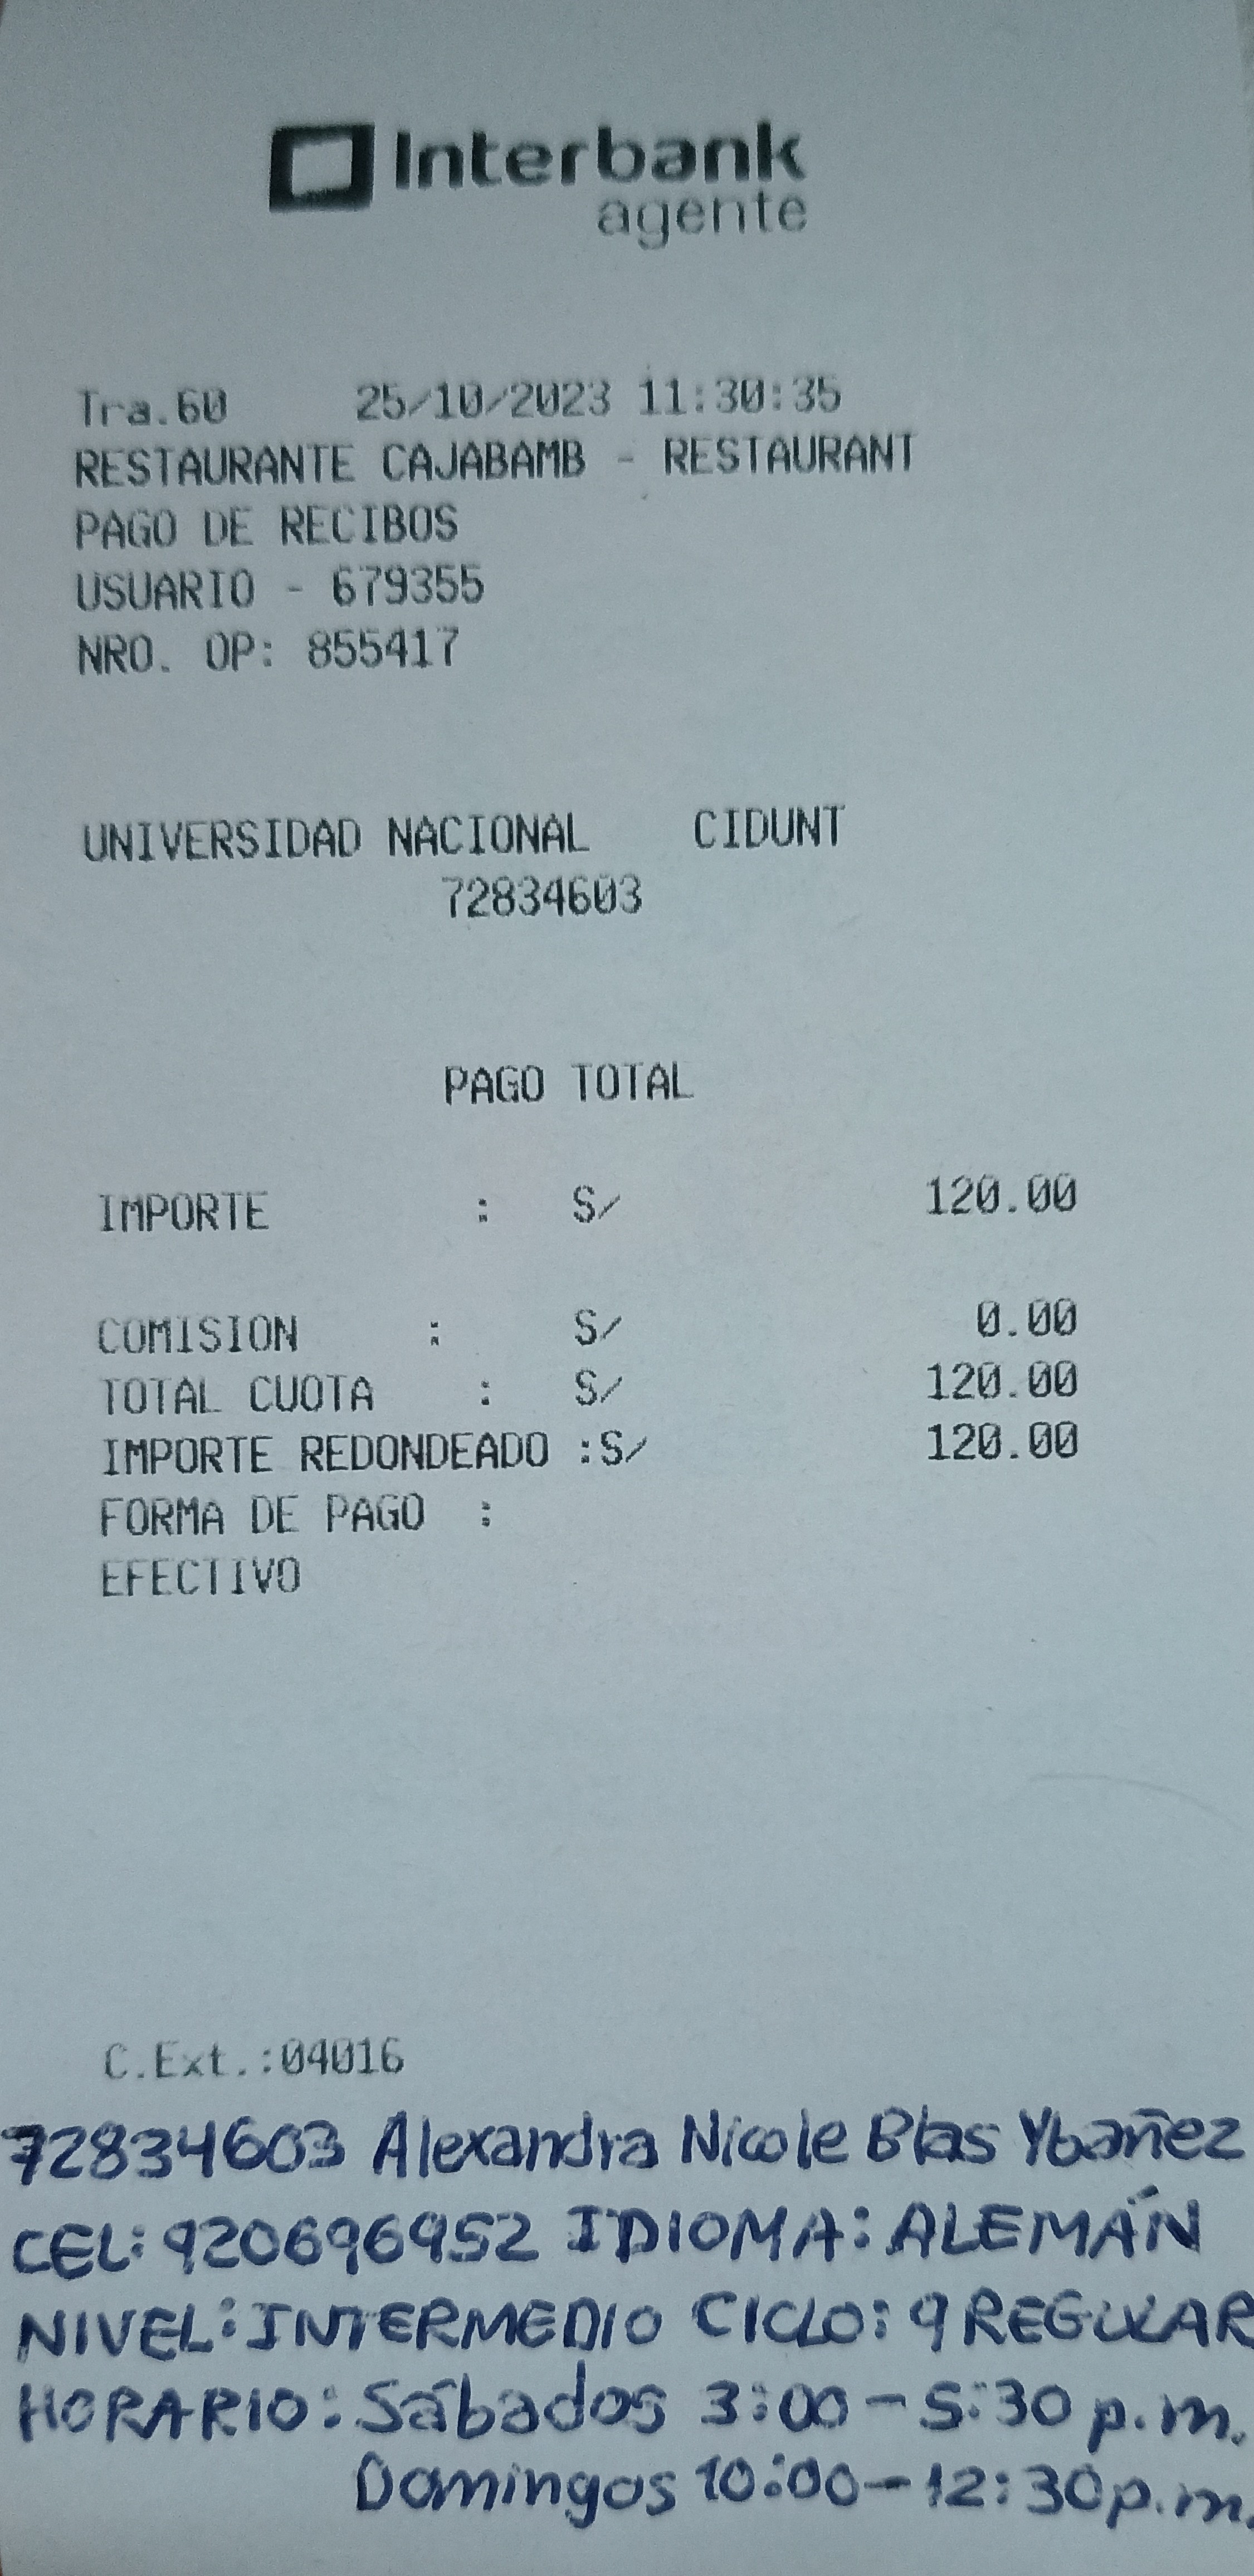 Interbank
agente
Tra.60 25/10/2023 11:30:35
RESTAURANTE CAJABAMB - RESTAURANT
PAGO DE RECIBOS
USUARIO - 679355
NRO. OP: 855417
UNIVERSIDAD NACIONAL CIDUNT
72834603
PAGO TOTAL
IMPORTE : S/ 120.00
COMISION : S/ 0.00
TOTAL CUOTA : S/ 120.00
IMPORTE REDONDEADO :S/ 120.00
FORMA DE PAGO :
EFECTIVO
C.Ext.:04016
72834603 Alexandra Nicole Blas Ybañez
CEL: 920696952 IDIOMA: ALEMÁN
NIVEL: INTERMEDIO CICLO: 9 REGULAR
HORARIO: Sábados 3:00 - 5:30 p.m.
Domingos 10:00 - 12:30 p.m.